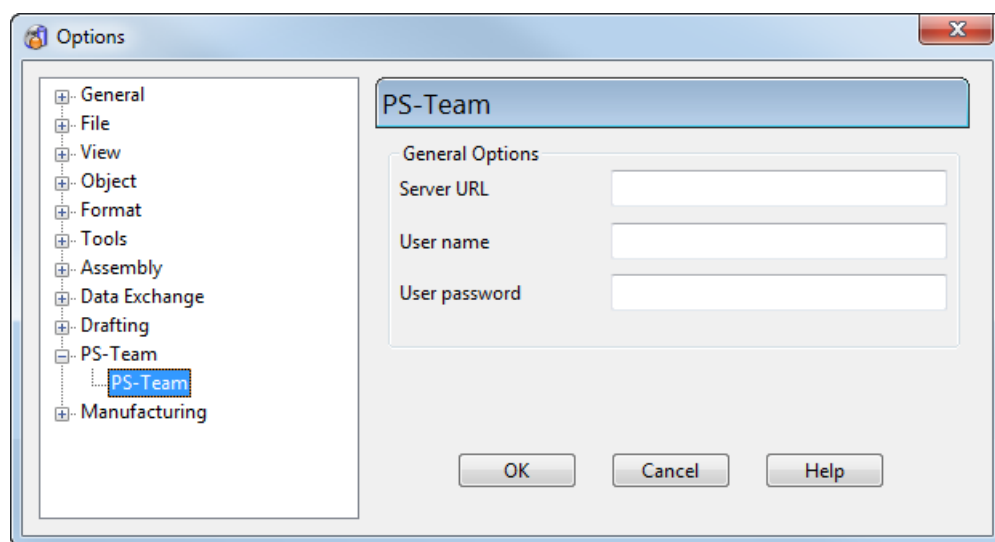 Options
General
File
View
Object
Format
Tools
Assembly
Data Exchange
Drafting
PS-Team
PS-Team
Manufacturing
PS-Team
General Options
Server URL
User name
User password
OK
Cancel
Help